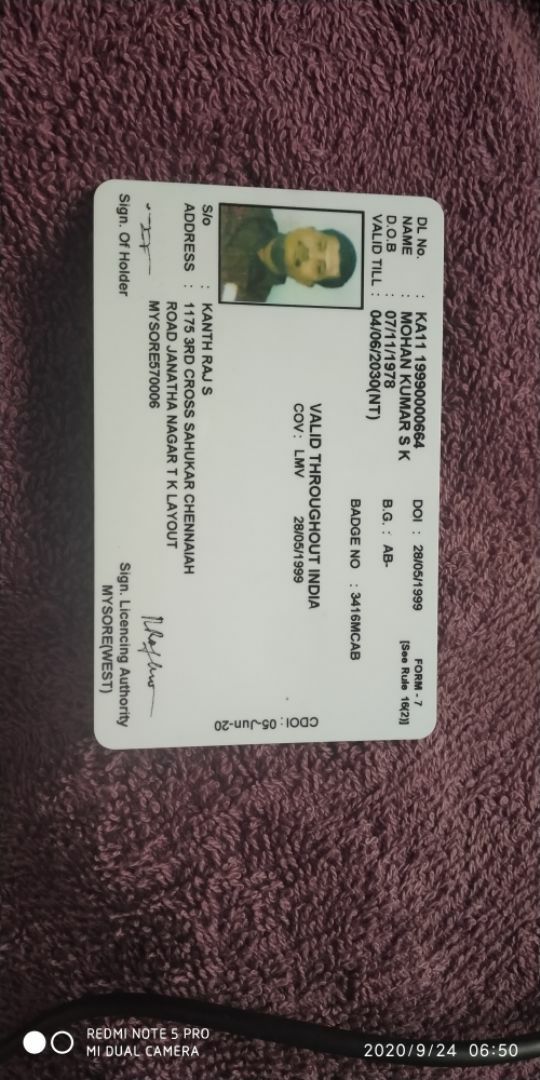 FORM - 7
[See Rule 16(2)]
DL No. : KA11 19990000664 DOI : 28/05/1999
NAME : MOHAN KUMAR S K
D.O.B : 07/11/1978 B.G. : AB-
VALID TILL : 04/06/2030(NT)
BADGE NO : 3416MCAB
VALID THROUGHOUT INDIA
COV: LMV 28/05/1999
CDOI : 05-Jun-20
S/o : KANTH RAJ S
ADDRESS : 1175 3RD CROSS SAHUKAR CHENNAIAH
ROAD JANATHA NAGAR T K LAYOUT
MYSORE570006
Sign. Of Holder
Sign. Licencing Authority
MYSORE(WEST)
REDMI NOTE 5 PRO
MI DUAL CAMERA
2020/9/24 06:50